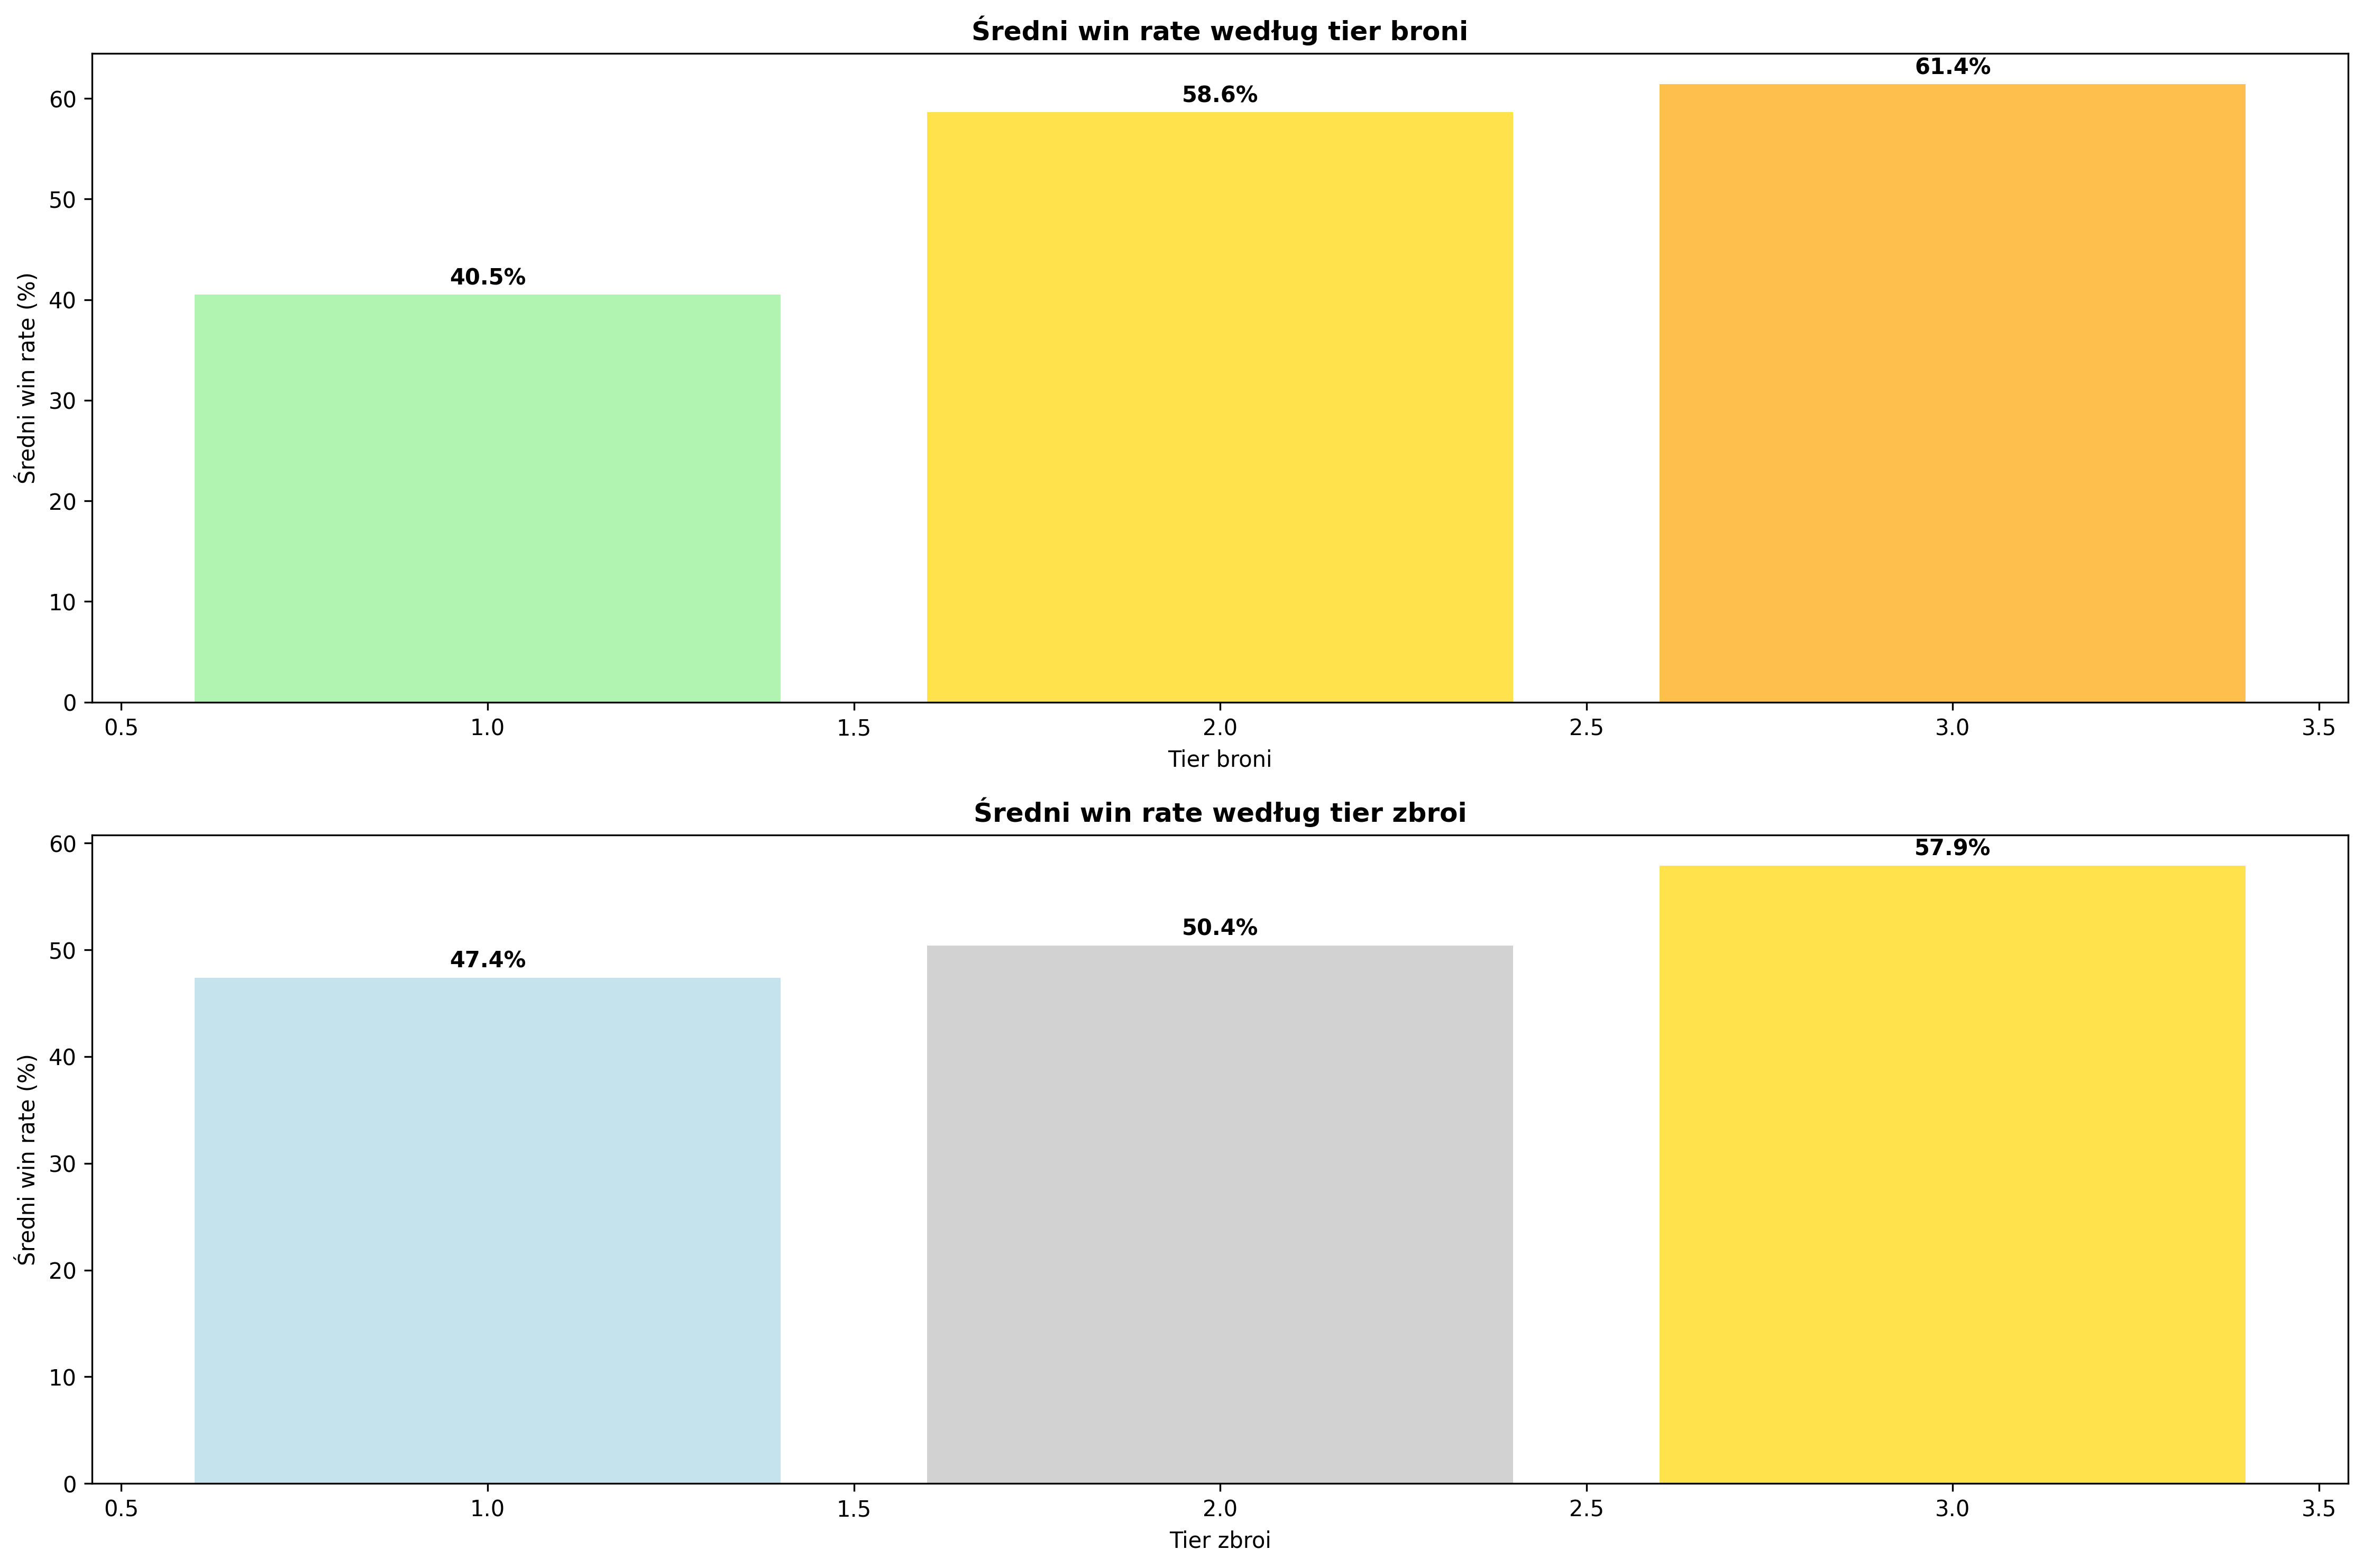 Średni win rate według tier broni
Średni win rate (%)
60
50
40
30
20
10
0
40.5%
58.6%
61.4%
0.5 1.0 1.5 2.0 2.5 3.0 3.5
Tier broni
Średni win rate według tier zbroi
Średni win rate (%)
60
50
40
30
20
10
0
47.4%
50.4%
57.9%
0.5 1.0 1.5 2.0 2.5 3.0 3.5
Tier zbroi